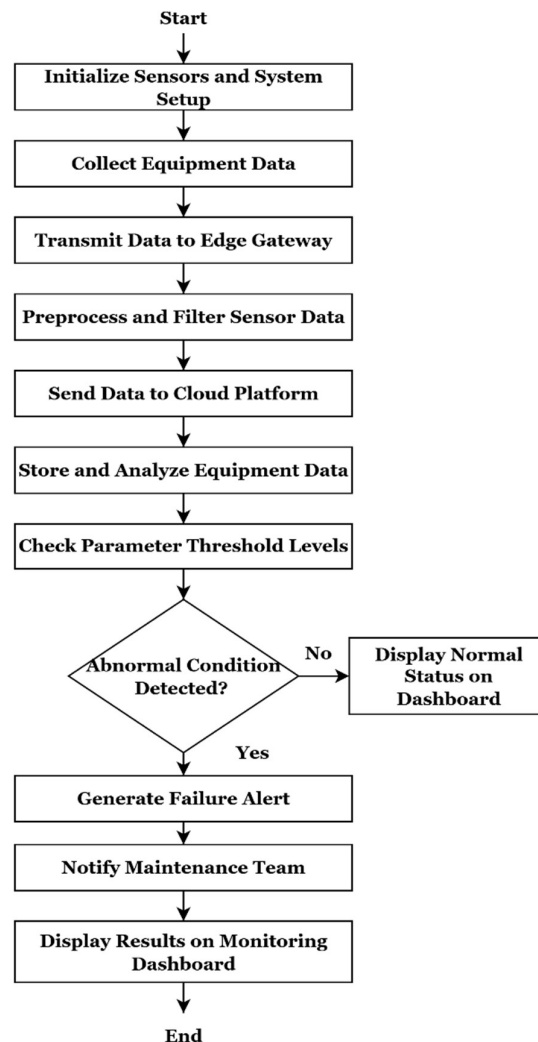 Start
Initialize Sensors and System
Setup
Collect Equipment Data
Transmit Data to Edge Gateway
Preprocess and Filter Sensor Data
Send Data to Cloud Platform
Store and Analyze Equipment Data
Check Parameter Threshold Levels
Abnormal Condition
Detected?
No
Display Normal
Status on
Dashboard
Yes
Generate Failure Alert
Notify Maintenance Team
Display Results on Monitoring
Dashboard
End